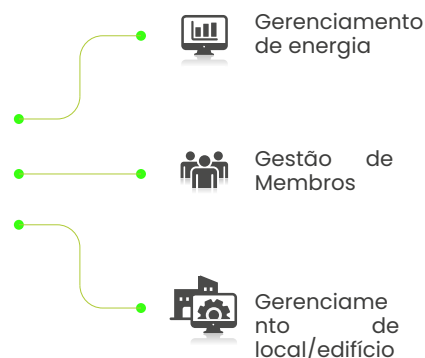 Gerenciamento
de energia
Gestão de
Membros
Gerenciame
nto de
local/edifício